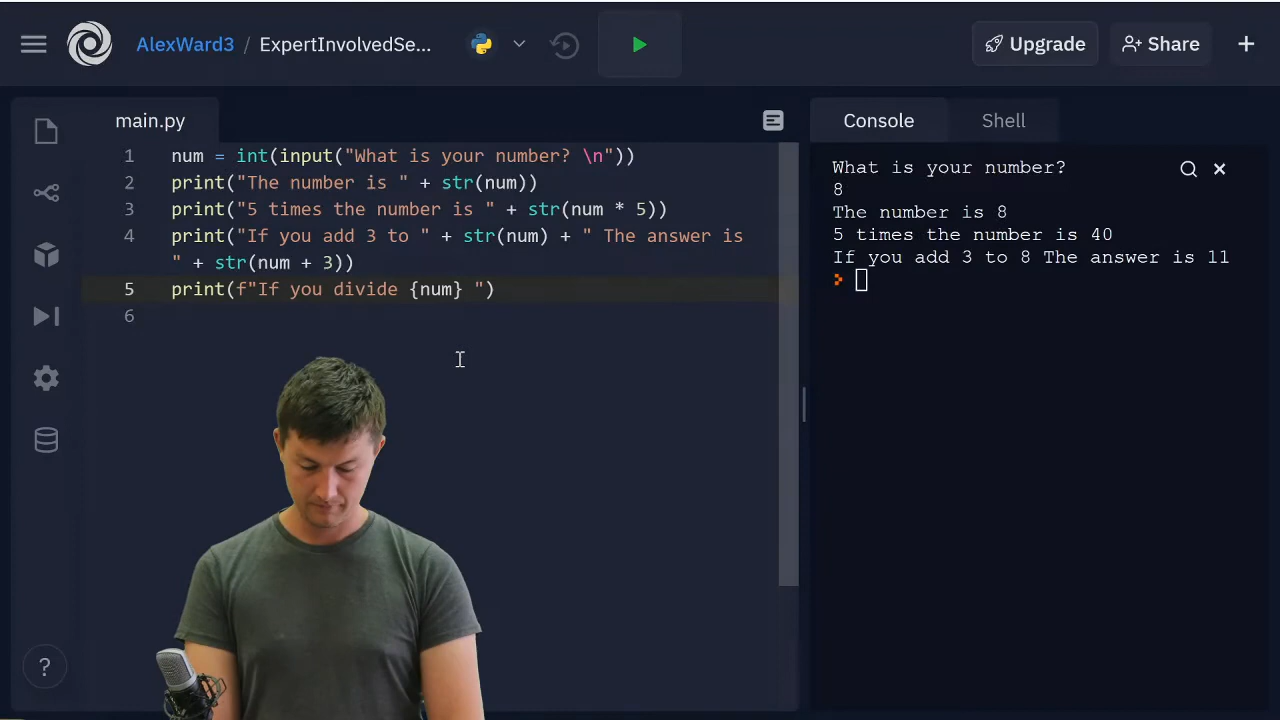 AlexWard3 / ExpertInvolvedSe...
Upgrade
Share
main.py
Console
Shell
1 num = int(input("What is your number? \n"))
2 print("The number is " + str(num))
3 print("5 times the number is " + str(num * 5))
4 print("If you add 3 to " + str(num) + " The answer is
" + str(num + 3))
5 print(f"If you divide {num} ")
6
What is your number?
8
The number is 8
5 times the number is 40
If you add 3 to 8 The answer is 11
>
?